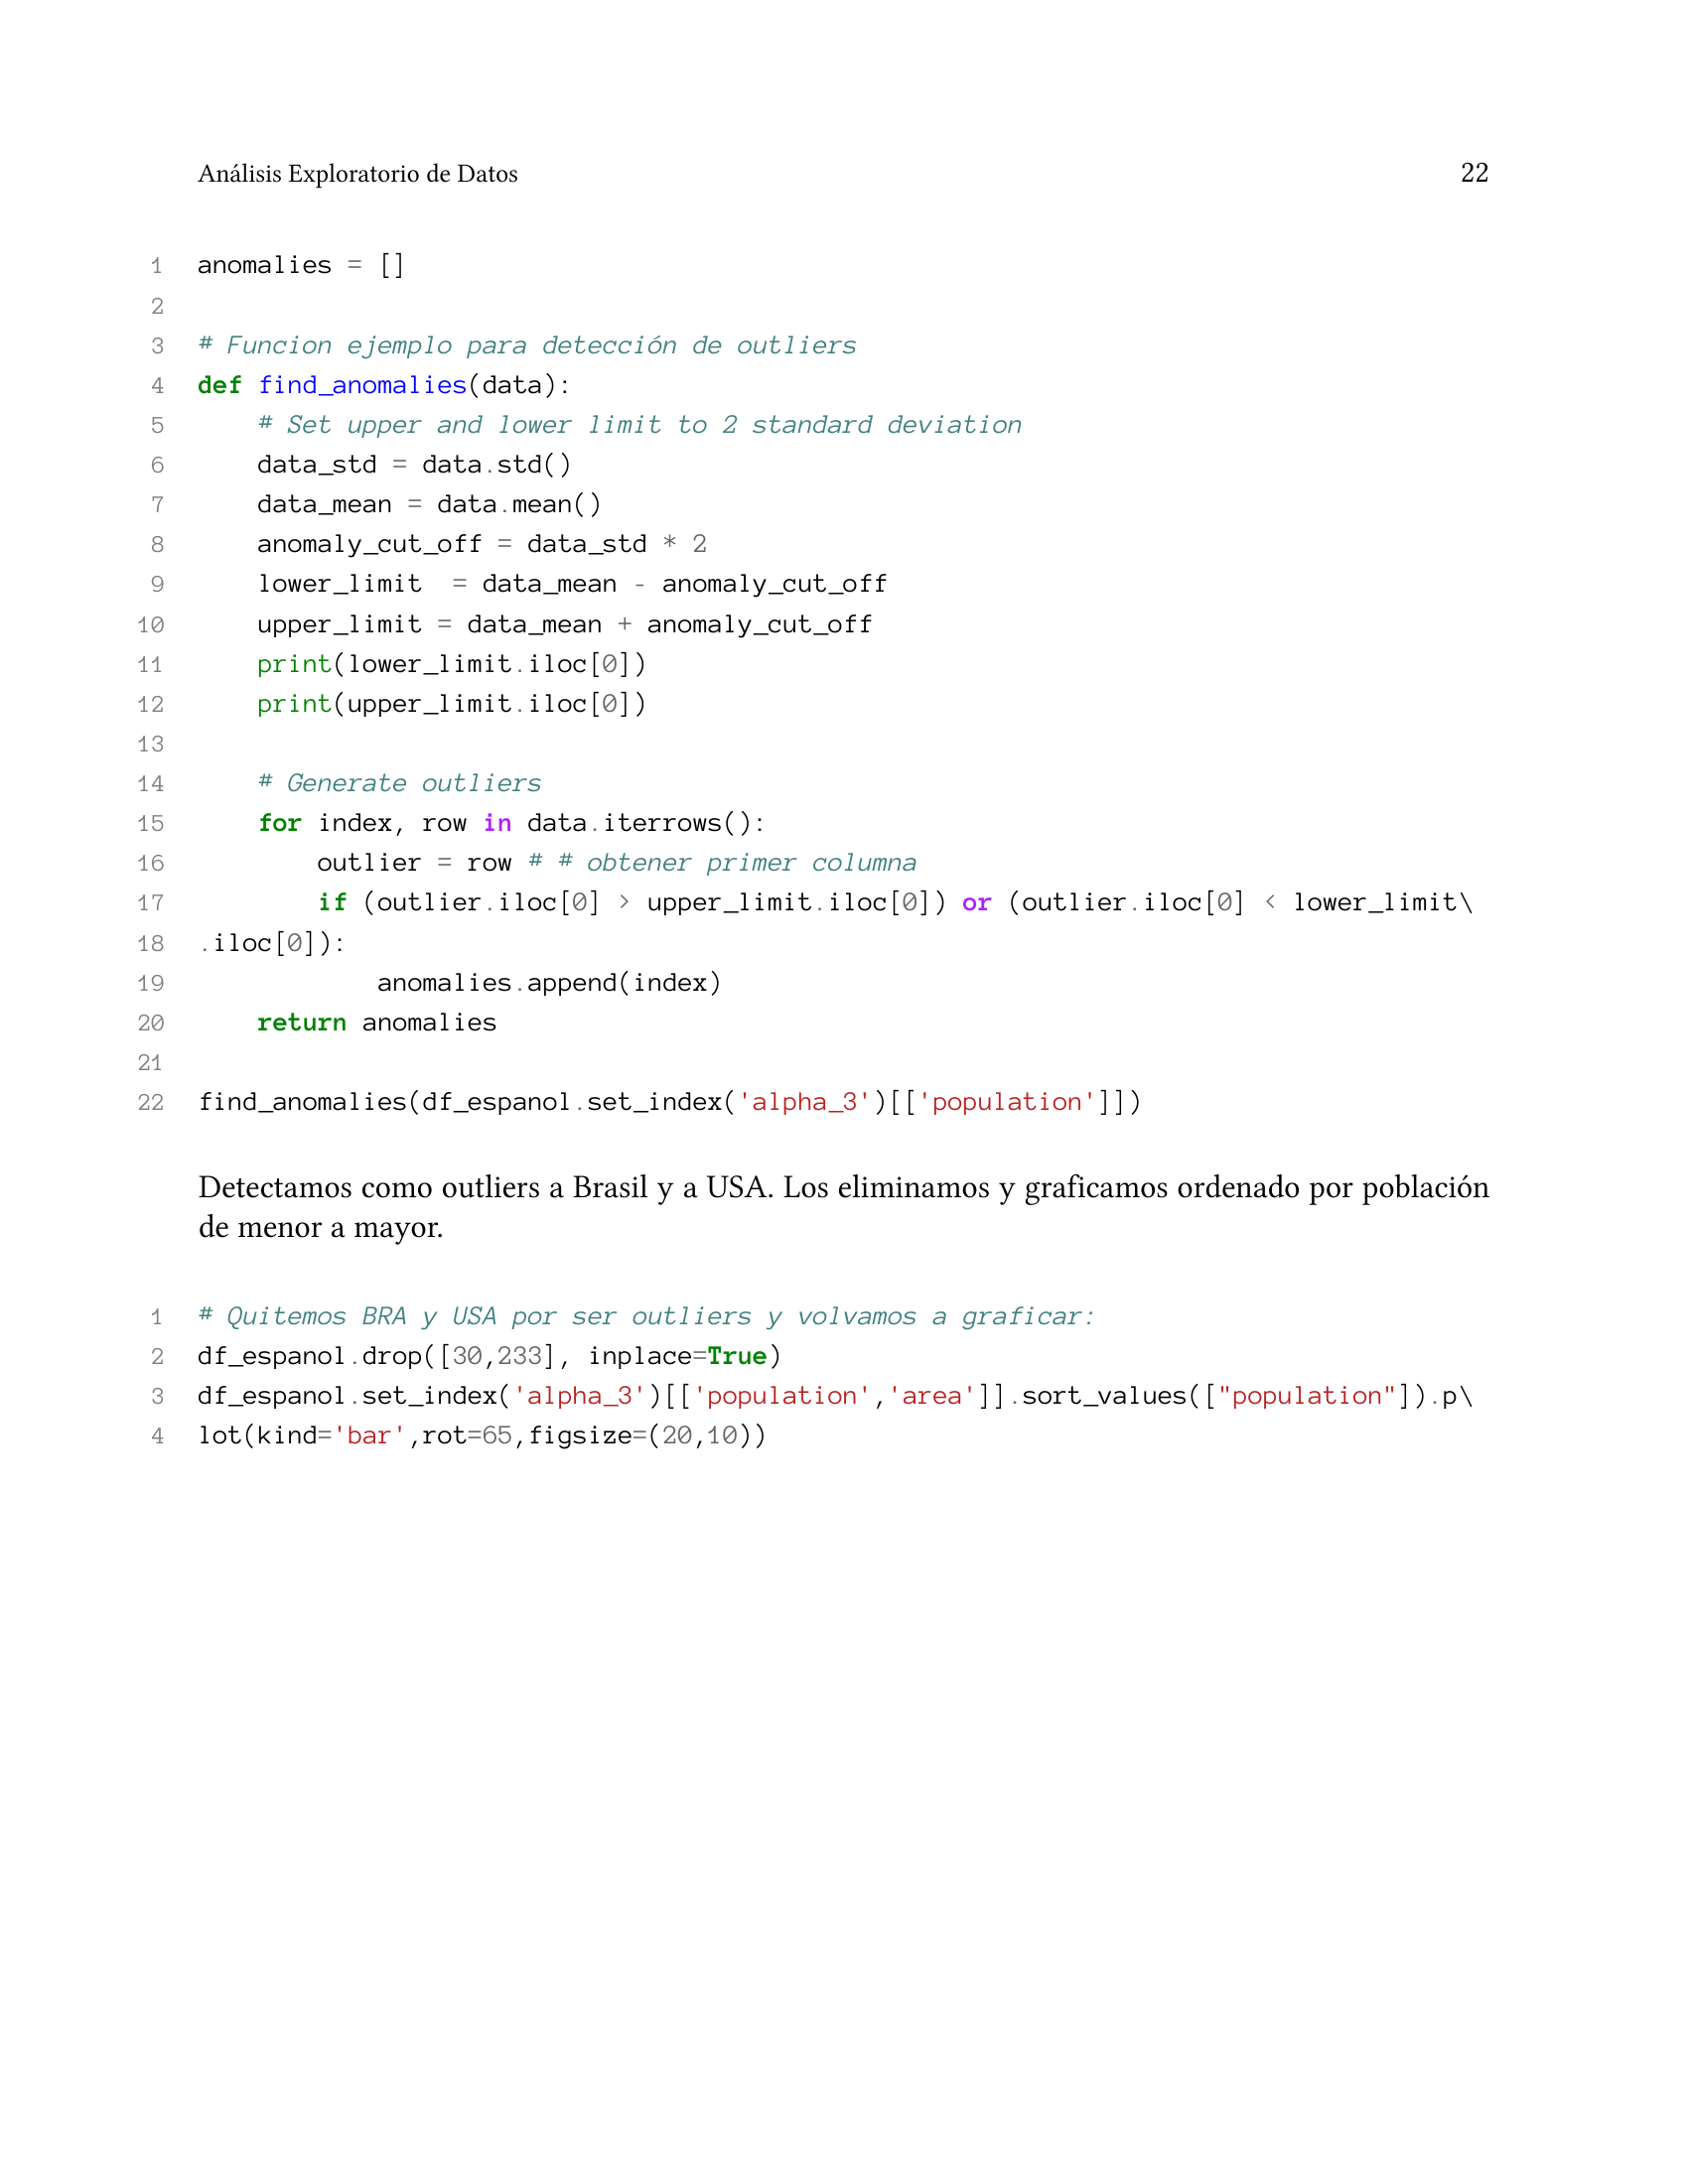 Análisis Exploratorio de Datos 22
1 anomalies = []
2
3 # Funcion ejemplo para detección de outliers
4 def find_anomalies(data):
5     # Set upper and lower limit to 2 standard deviation
6     data_std = data.std()
7     data_mean = data.mean()
8     anomaly_cut_off = data_std * 2
9     lower_limit  = data_mean - anomaly_cut_off
10     upper_limit = data_mean + anomaly_cut_off
11     print(lower_limit.iloc[0])
12     print(upper_limit.iloc[0])
13
14     # Generate outliers
15     for index, row in data.iterrows():
16         outlier = row # # obtener primer columna
17         if (outlier.iloc[0] > upper_limit.iloc[0]) or (outlier.iloc[0] < lower_limit\
18 .iloc[0]):
19             anomalies.append(index)
20     return anomalies
21
22 find_anomalies(df_espanol.set_index('alpha_3')[['population']])
Detectamos como outliers a Brasil y a USA. Los eliminamos y graficamos ordenado por población
de menor a mayor.
1 # Quitemos BRA y USA por ser outliers y volvamos a graficar:
2 df_espanol.drop([30,233], inplace=True)
3 df_espanol.set_index('alpha_3')[['population','area']].sort_values(["population"]).p\
4 lot(kind='bar',rot=65,figsize=(20,10))